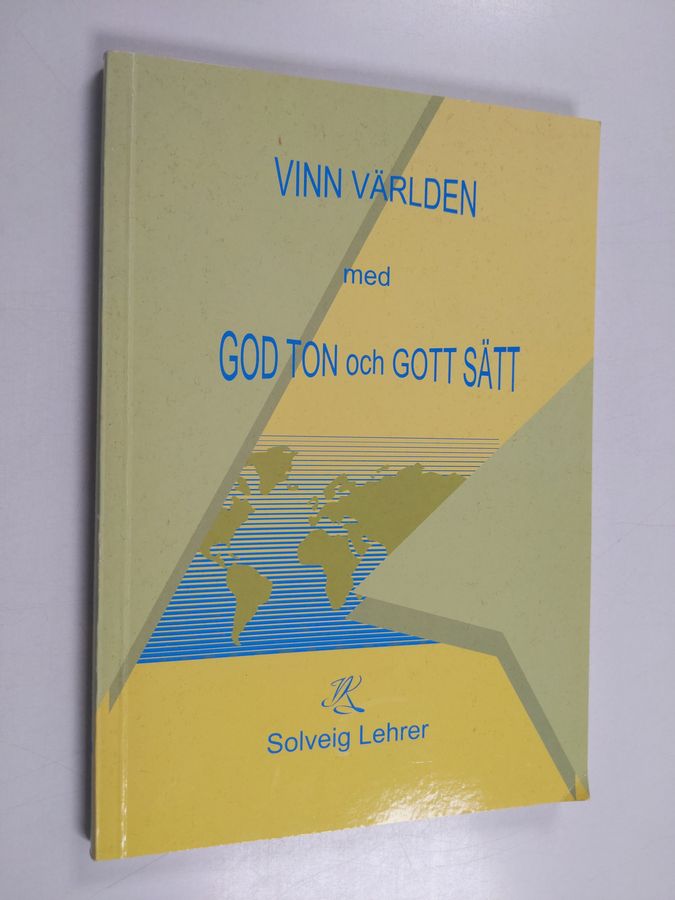 VINN VÄRLDEN
med
GOD TON och GOTT SÄTT
Solveig Lehrer